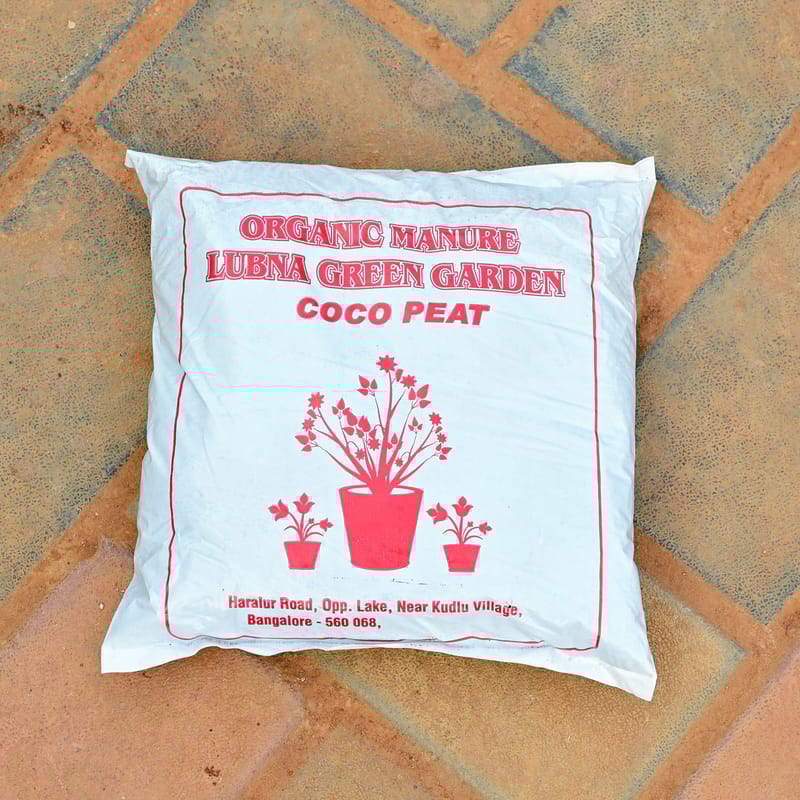 ORGANIC MANURE
LUBNA GREEN GARDEN
COCO PEAT
Haralur Road, Opp. Lake, Near Kudlu Village,
Bangalore - 560 068,